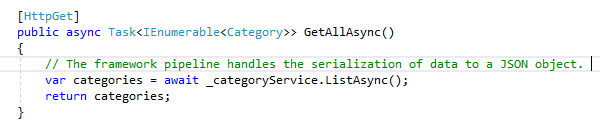 [HttpGet]
public async Task<IEnumerable<Category>> GetAllAsync()
{
// The framework pipeline handles the serialization of data to a JSON object.
var categories = await _categoryService.ListAsync();
return categories;
}